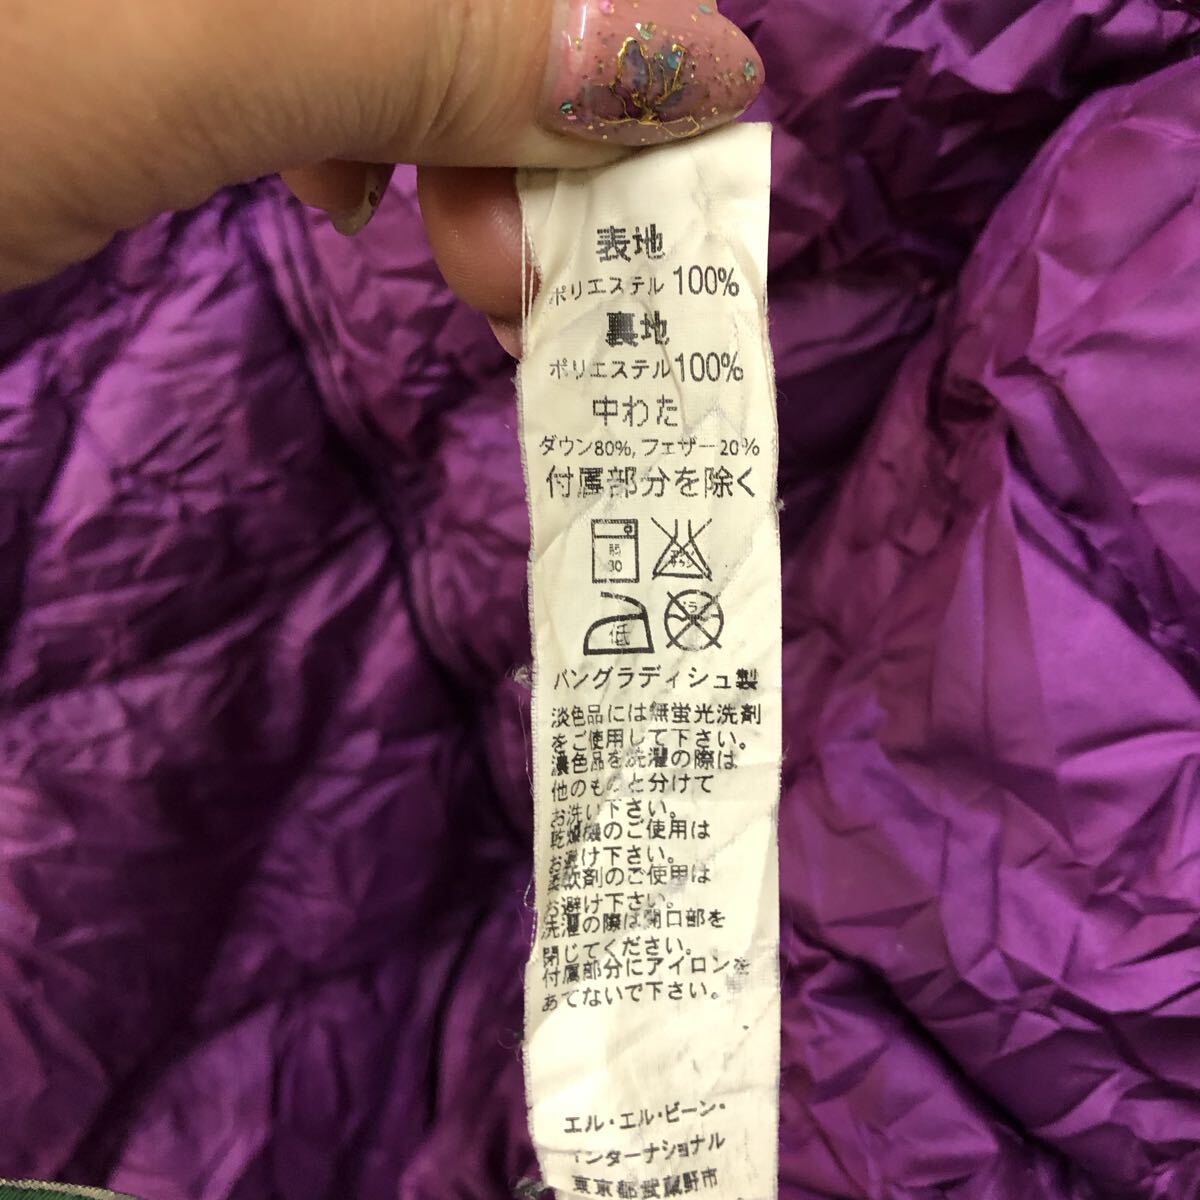 表地
ポリエステル 100%
裏地
ポリエステル 100%
中わた
ダウン80%, フェザー20%
付属部分を除く
弱
30
低
バングラディシュ製
淡色品には無蛍光洗剤
をご使用して下さい。
濃色品を洗濯の際は
他のものと分けて
お洗い下さい。
乾燥機のご使用は
お避け下さい。
柔軟剤のご使用は
お避け下さい。
洗濯の際は開口部を
閉じてください。
付属部分にアイロンを
あてないで下さい。
エル・エル・ビーン・
インターナショナル
東京都武蔵野市